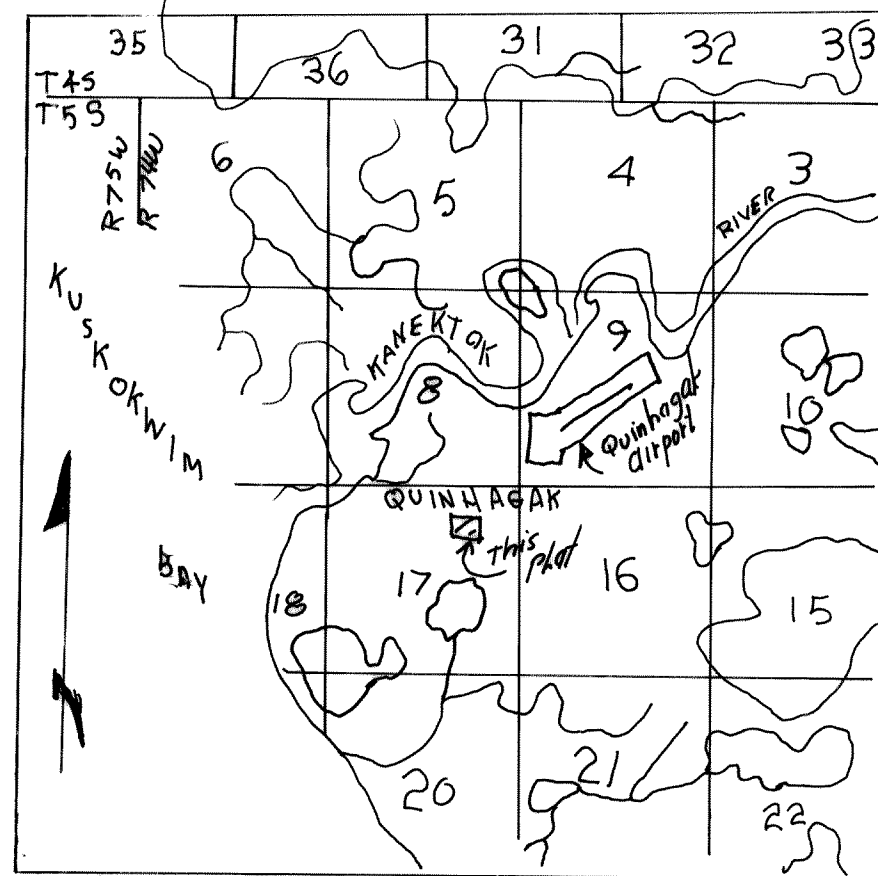 35
36
31
32
33
T4S
T5S
R75W
R74W
6
5
4
3
RIVER
KUSKOKWIM
BAY
KANEKTOK
8
9
10
Quinhagak
airport
QUINHAGAK
This
plat
18
17
16
15
20
21
22
N